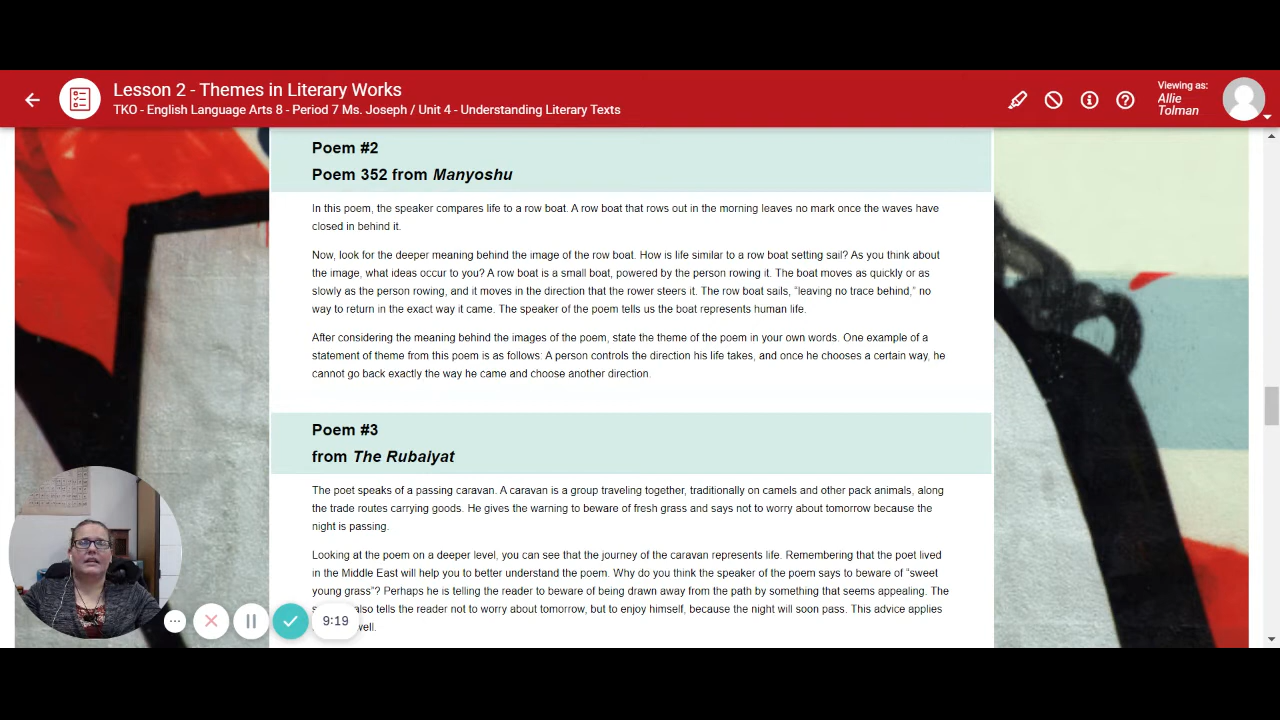 Lesson 2 - Themes in Literary Works
TKO - English Language Arts 8 - Period 7 Ms. Joseph / Unit 4 - Understanding Literary Texts
Viewing as:
Allie
Tolman
Poem #2
Poem 352 from Manyoshu
In this poem, the speaker compares life to a row boat. A row boat that rows out in the morning leaves no mark once the waves have
closed in behind it.
Now, look for the deeper meaning behind the image of the row boat. How is life similar to a row boat setting sail? As you think about
the image, what ideas occur to you? A row boat is a small boat, powered by the person rowing it. The boat moves as quickly or as
slowly as the person rowing, and it moves in the direction that the rower steers it. The row boat sails, “leaving no trace behind,” no
way to return in the exact way it came. The speaker of the poem tells us the boat represents human life.
After considering the meaning behind the images of the poem, state the theme of the poem in your own words. One example of a
statement of theme from this poem is as follows: A person controls the direction his life takes, and once he chooses a certain way, he
cannot go back exactly the way he came and choose another direction.
Poem #3
from The Rubaiyat
The poet speaks of a passing caravan. A caravan is a group traveling together, traditionally on camels and other pack animals, along
the trade routes carrying goods. He gives the warning to beware of fresh grass and says not to worry about tomorrow because the
night is passing.
Looking at the poem on a deeper level, you can see that the journey of the caravan represents life. Remembering that the poet lived
in the Middle East will help you to better understand the poem. Why do you think the speaker of the poem says to beware of “sweet
young grass”? Perhaps he is telling the reader to beware of being drawn away from the path by something that seems appealing. The
also tells the reader not to worry about tomorrow, but to enjoy himself, because the night will soon pass. This advice applies
well.
9:19